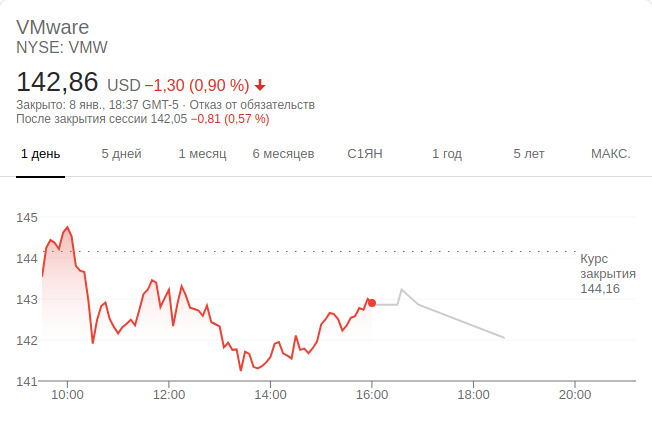 VMware
NYSE: VMW
142,86 USD −1,30 (0,90 %)
Закрыто: 8 янв., 18:37 GMT-5 · Отказ от обязательств
После закрытия сессии 142,05 −0,81 (0,57 %)
1 день 5 дней 1 месяц 6 месяцев С1ЯН 1 год 5 лет МАКС.
145
144
143
142
141
Курс
закрытия
144,16
10:00 12:00 14:00 16:00 18:00 20:00